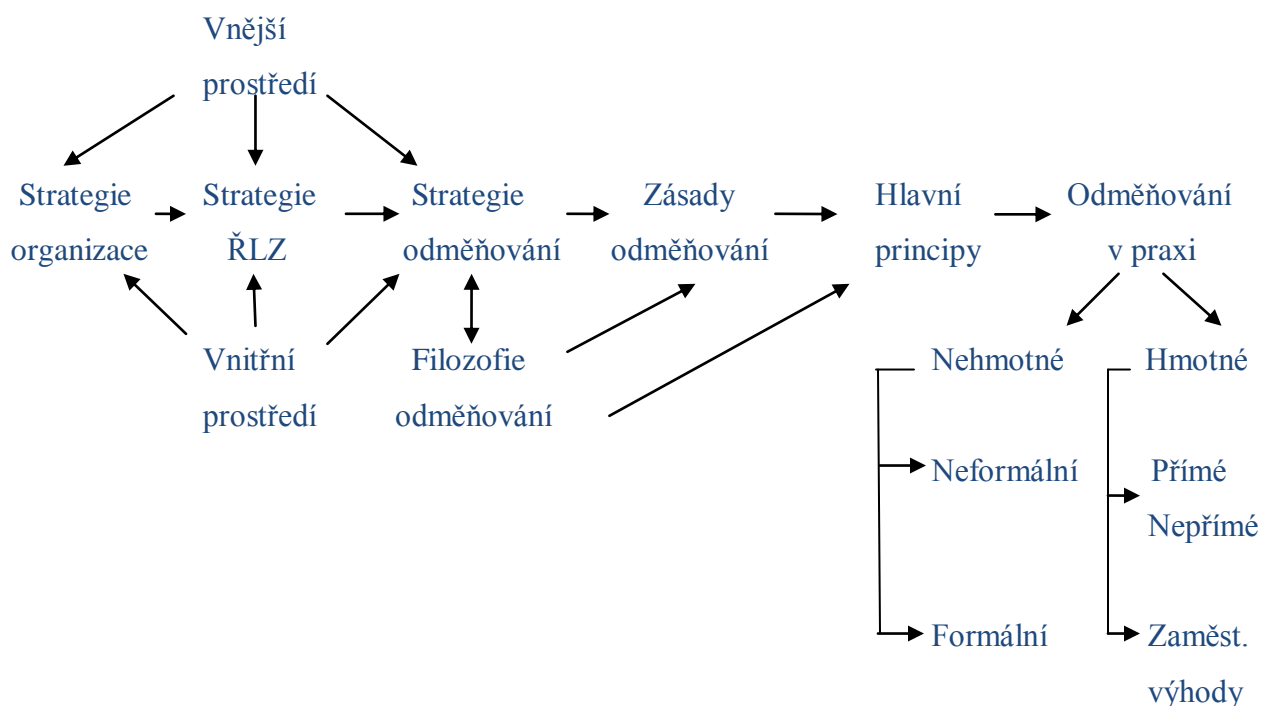 Vnější
prostředí
Strategie
organizace
Strategie
ŘLZ
Strategie
odměňování
Zásady
odměňování
Hlavní
principy
Odměňování
v praxi
Vnitřní
prostředí
Filozofie
odměňování
Nehmotné
Neformální
Formální
Hmotné
Přímé
Nepřímé
Zaměst.
výhody